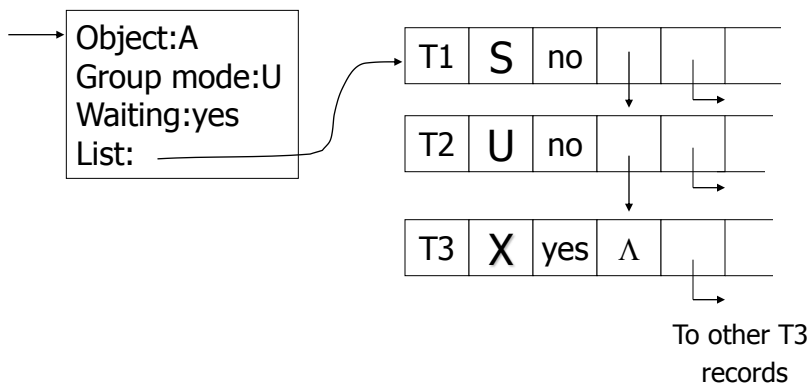 Object:A
Group mode:U
Waiting:yes
List:
T1 S no
T2 U no
T3 X yes Λ
To other T3
records